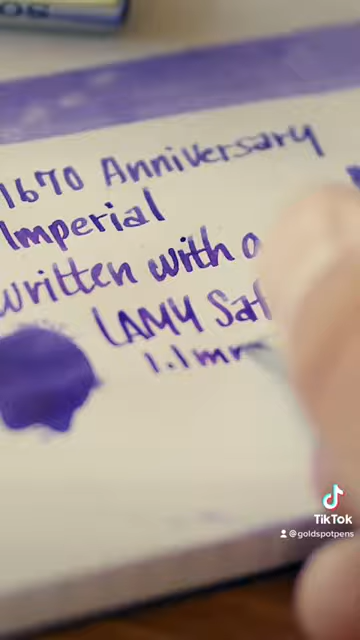 1670 Anniversary
Imperial
written with a
LAMY Saf
1.1mm
TikTok
@goldspotpens